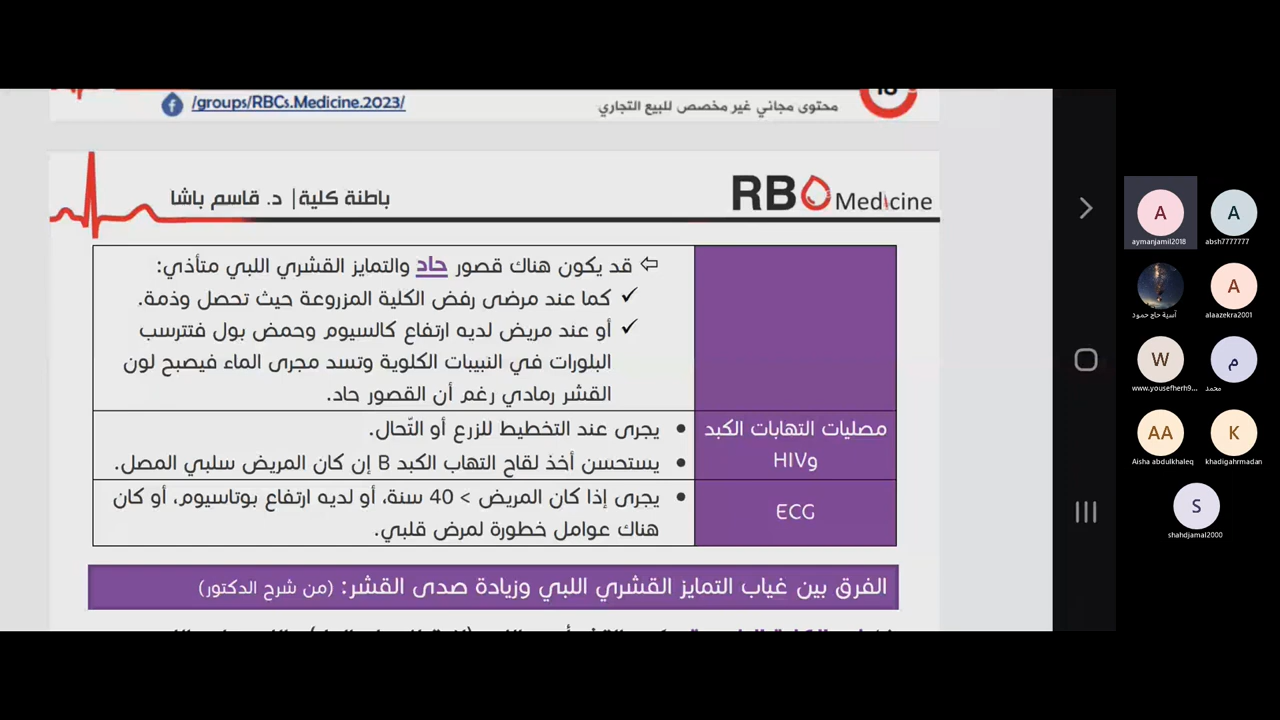 /groups/RBCs.Medicine.2023/
محتوى مجاني غير مخصص للبيع التجاري
RB Medicine
باطنة كلية| د. قاسم باشا
⇦ قد يكون هناك قصور حاد والتمايز القشري اللبي متأذي:
✓ كما عند مرضى رفض الكلية المزروعة حيث تحصل وذمة.
✓ أو عند مريض لديه ارتفاع كالسيوم وحمض بول فتترسب
البلورات في النبيبات الكلوية وتسد مجرى الماء فيصبح لون
القشر رمادي رغم أن القصور حاد.
مصليات التهابات الكبد
وHIV
• يجرى عند التخطيط للزرع أو التّحال.
• يستحسن أخذ لقاح التهاب الكبد B إن كان المريض سلبي المصل.
ECG
• يجرى إذا كان المريض > 40 سنة، أو لديه ارتفاع بوتاسيوم، أو كان
هناك عوامل خطورة لمرض قلبي.
الفرق بين غياب التمايز القشري اللبي وزيادة صدى القشر: (من شرح الدكتور)
A
aymanjamil2018
A
absh7777777
آسية حاج حمود
A
alaazekra2001
W
www.yousefherh9...
م
محمد
AA
Aisha abdulkhaleq
K
khadigahrmadan
S
shahdjamal2000